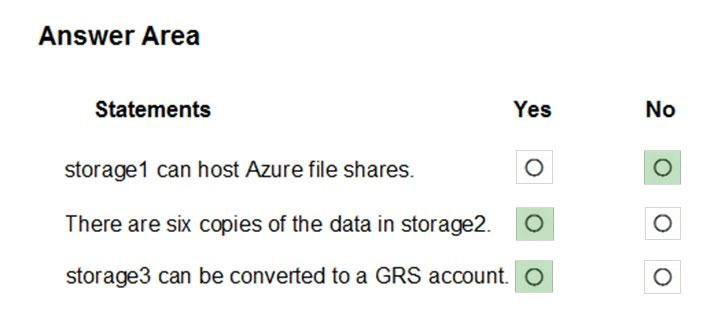 Answer Area
Statements Yes No
storage1 can host Azure file shares.
There are six copies of the data in storage2.
storage3 can be converted to a GRS account.